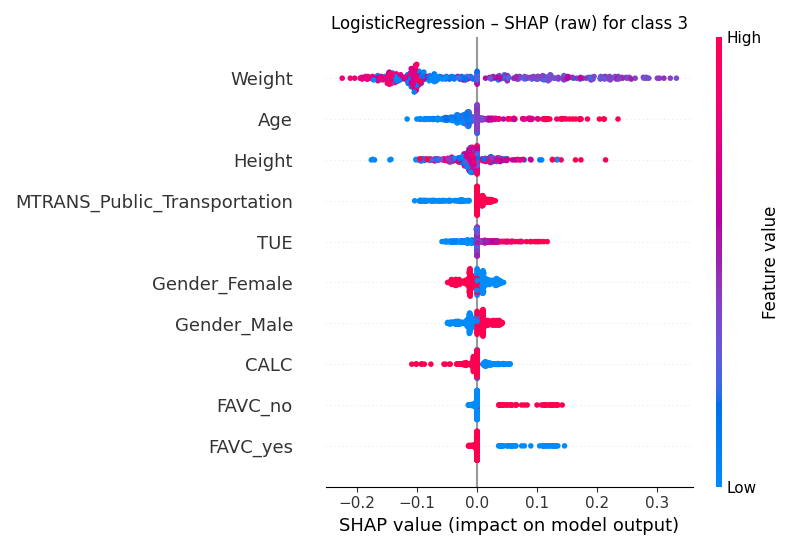 LogisticRegression – SHAP (raw) for class 3
High
Weight
Age
Height
MTRANS_Public_Transportation
TUE
Gender_Female
Gender_Male
CALC
FAVC_no
FAVC_yes
Feature value
Low
−0.2 −0.1 0.0 0.1 0.2 0.3
SHAP value (impact on model output)